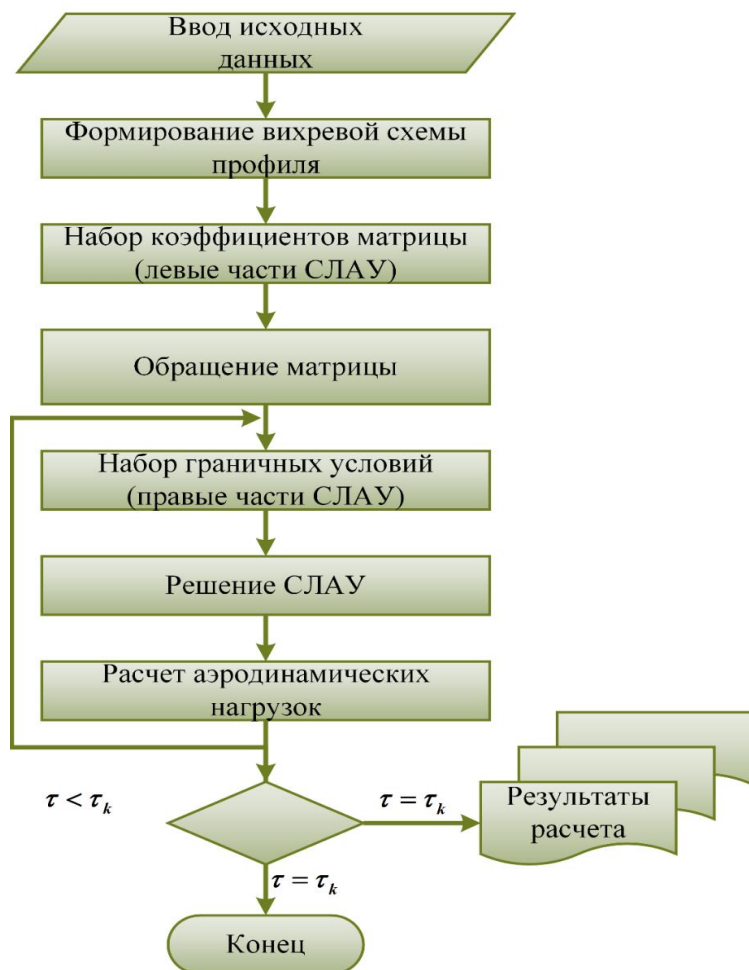 Ввод исходных
данных
Формирование вихревой схемы
профиля
Набор коэффициентов матрицы
(левые части СЛАУ)
Обращение матрицы
Набор граничных условий
(правые части СЛАУ)
Решение СЛАУ
Расчет аэродинамических
нагрузок
τ < τₖ
τ = τₖ
Результаты
расчета
τ = τₖ
Конец